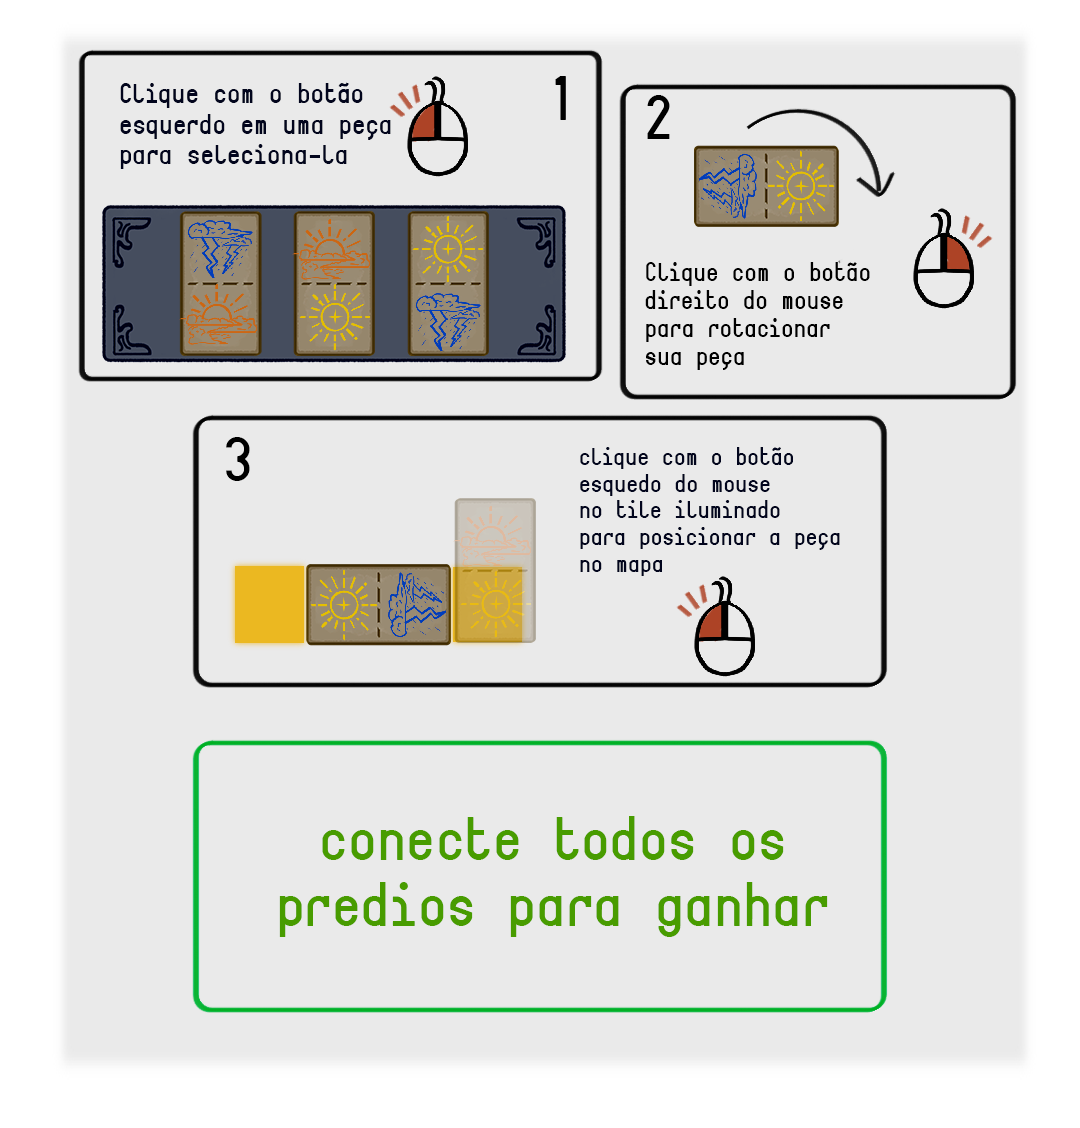 1
Clique com o botão
esquerdo em uma peça
para seleciona-la
2
Clique com o botão
direito do mouse
para rotacionar
sua peça
3
clique com o botão
esquedo do mouse
no tile iluminado
para posicionar a peça
no mapa
conecte todos os
predios para ganhar